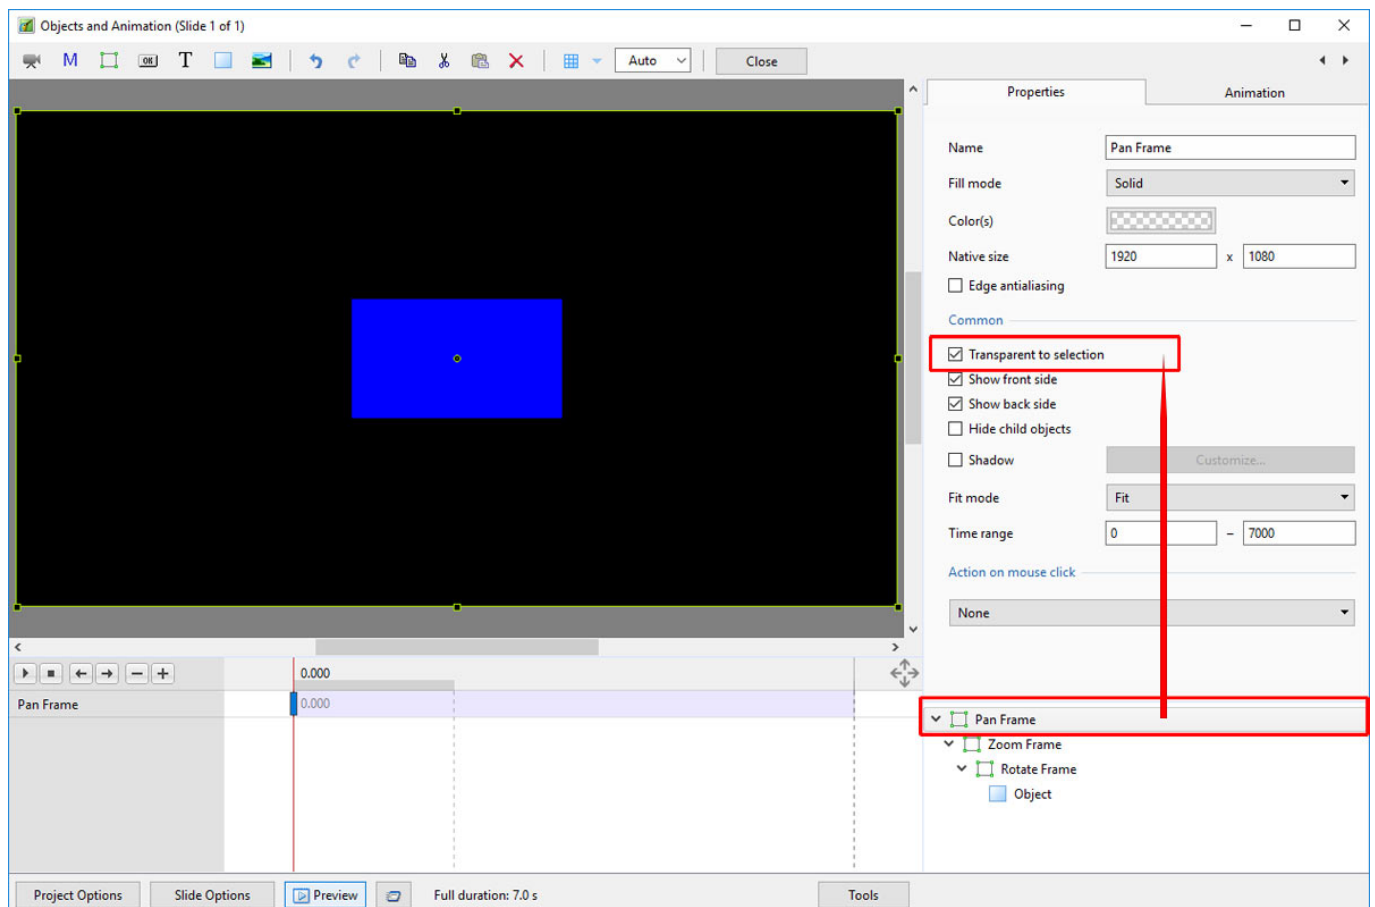 Objects and Animation (Slide 1 of 1)
M OK T Auto Close
Properties Animation
Name Pan Frame
Fill mode Solid
Color(s)
Native size 1920 x 1080
Edge antialiasing
Common
Transparent to selection
Show front side
Show back side
Hide child objects
Shadow Customize...
Fit mode Fit
Time range 0 – 7000
Action on mouse click
None
0.000
Pan Frame 0.000
Pan Frame
Zoom Frame
Rotate Frame
Object
Project Options Slide Options Preview Full duration: 7.0 s Tools